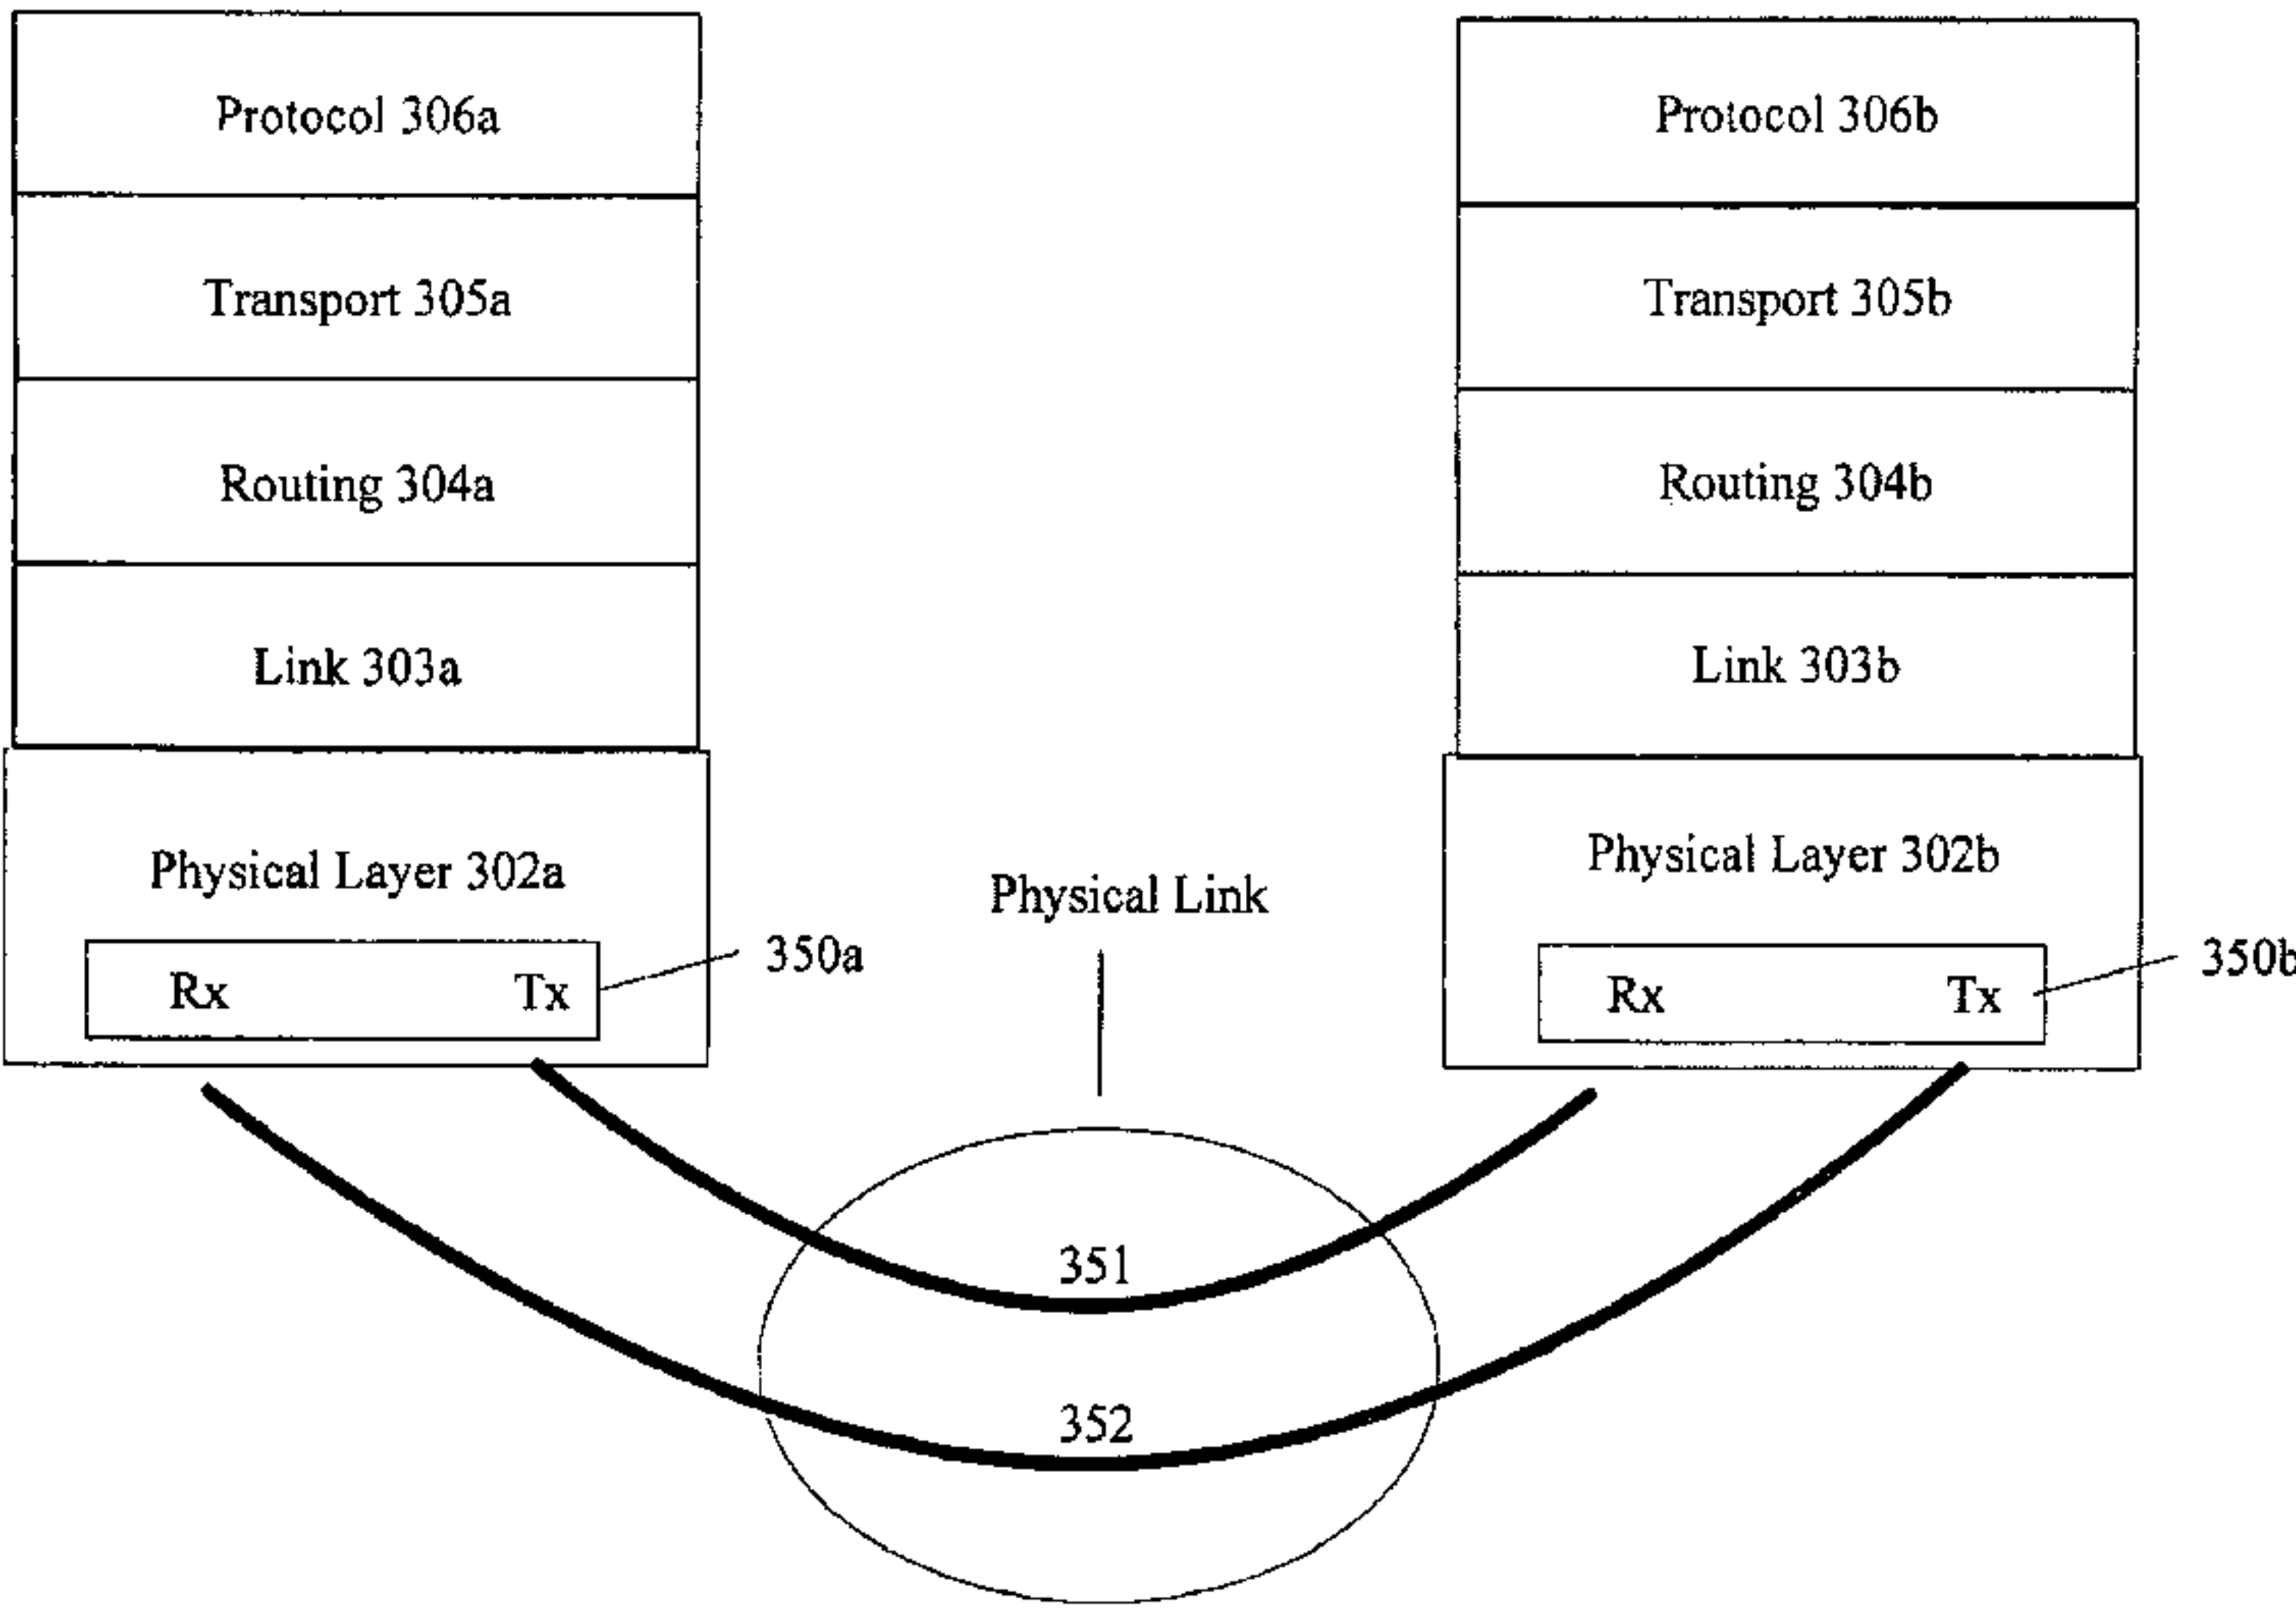 Protocol 306a
Transport 305a
Routing 304a
Link 303a
Physical Layer 302a
Rx Tx
350a
Protocol 306b
Transport 305b
Routing 304b
Link 303b
Physical Layer 302b
Rx Tx
350b
Physical Link
351
352